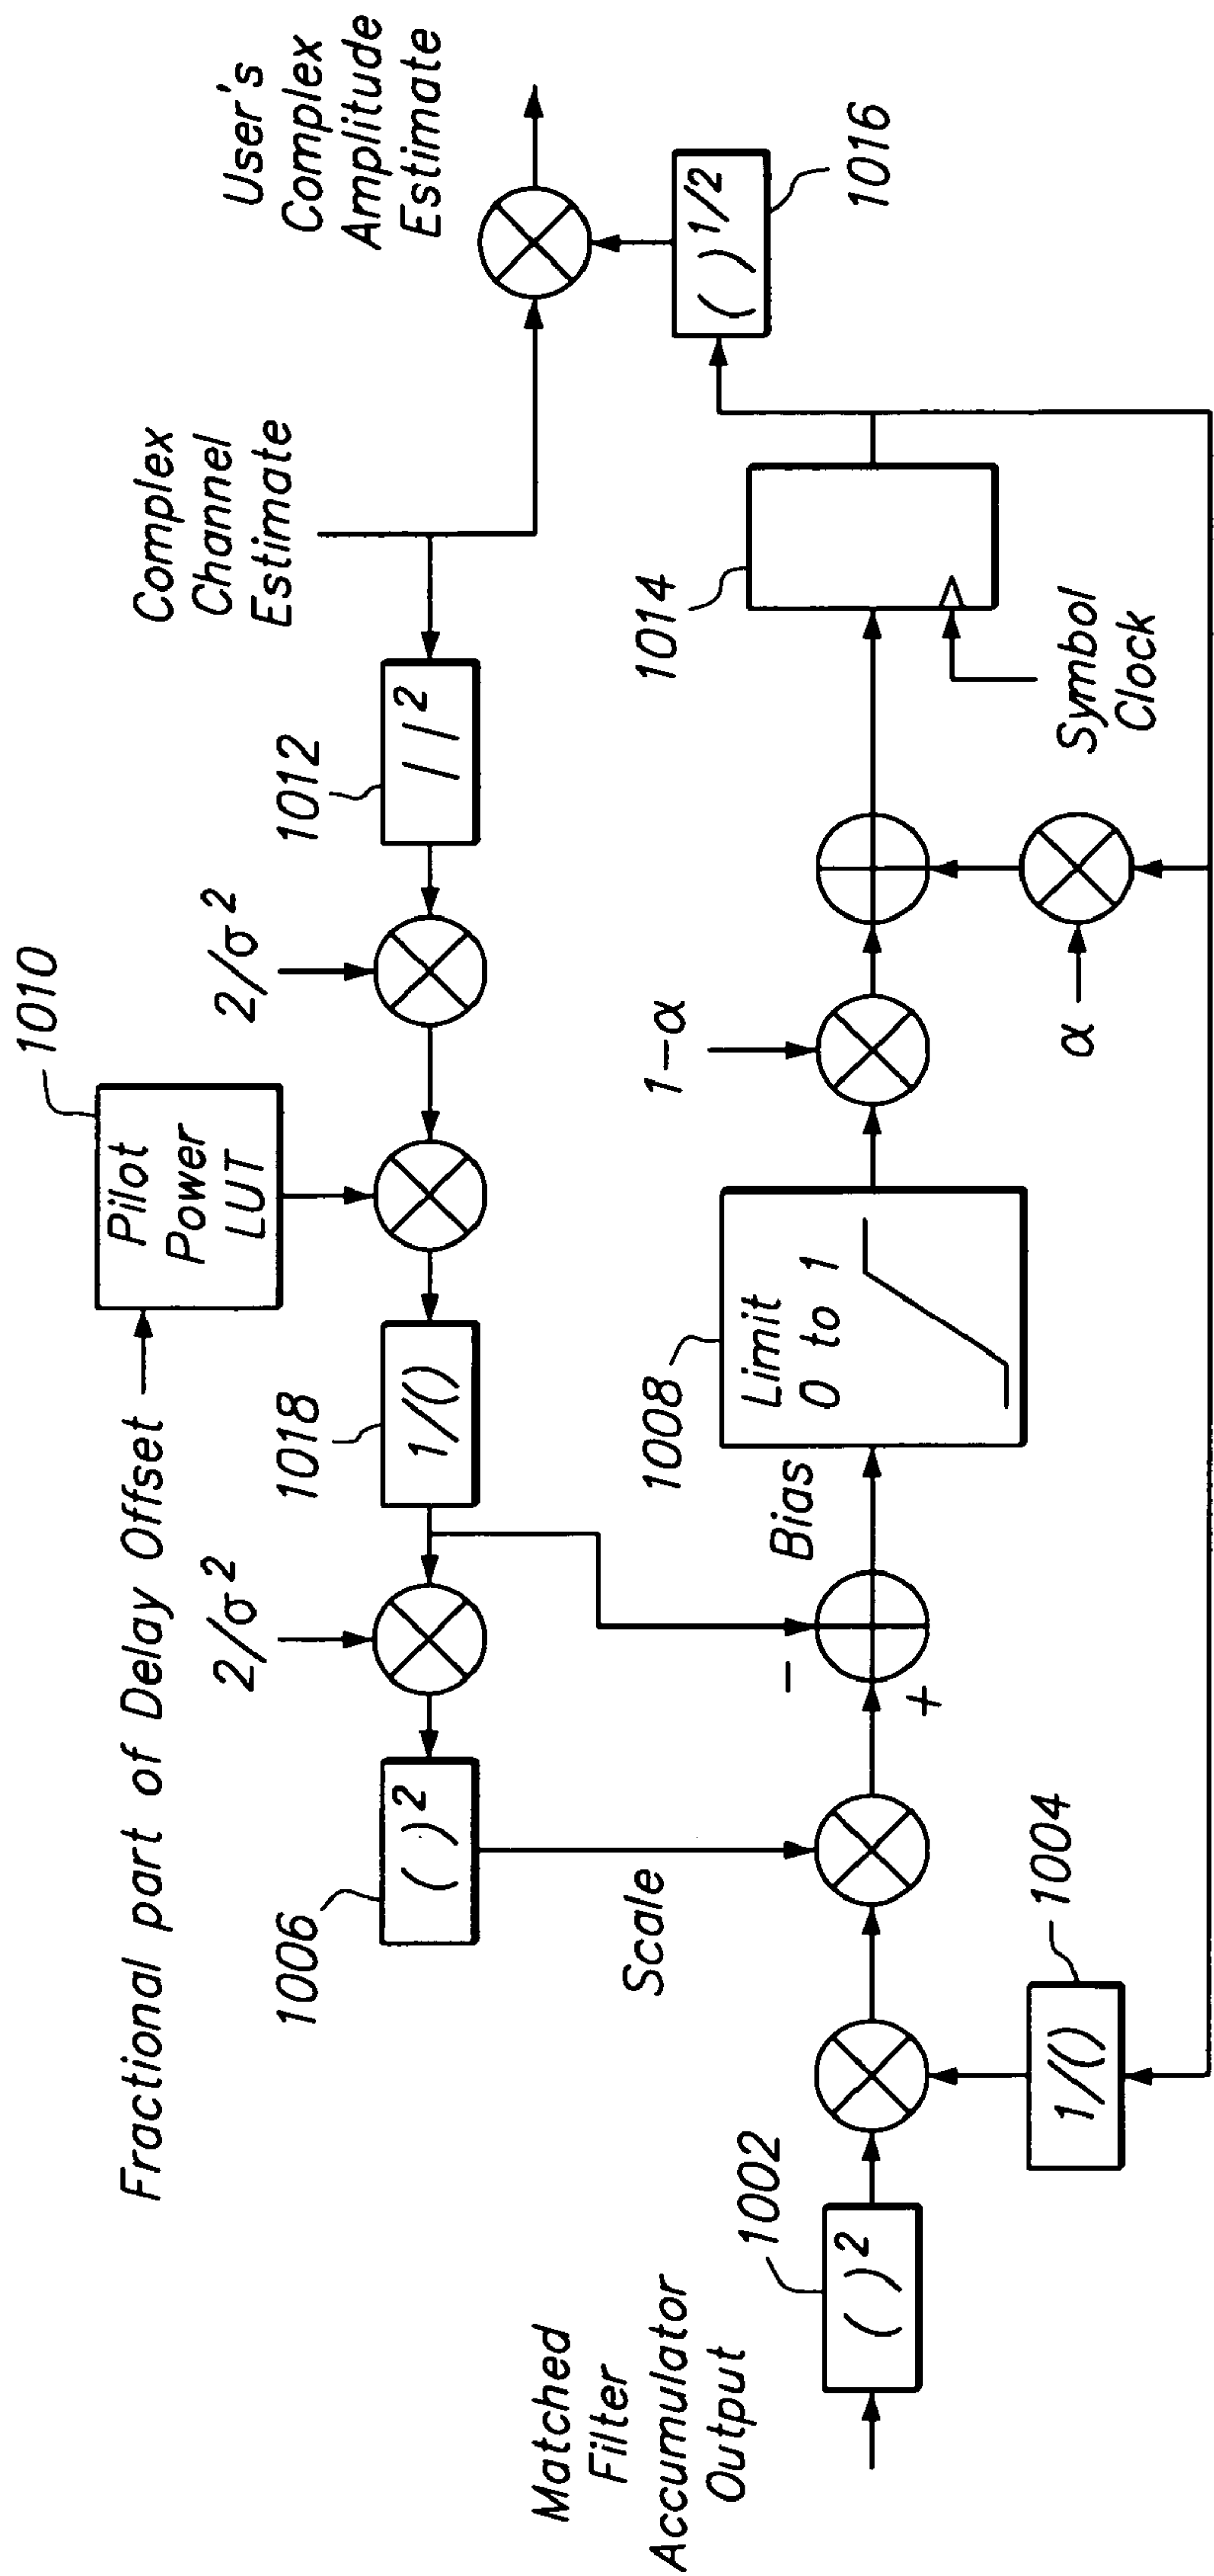 Fractional part of Delay Offset
Pilot
Power
LUT
1010
Complex
Channel
Estimate
User's
Complex
Amplitude
Estimate
1006
( )²
2/σ²
1018
1/()
2/σ²
1012
| |²
Scale
Matched
Filter
Accumulator
Output
1002
( )²
1004
1/()
-
+
Bias
1008
Limit
0 to 1
1-α
α
1014
Symbol
Clock
( )1/2
1016